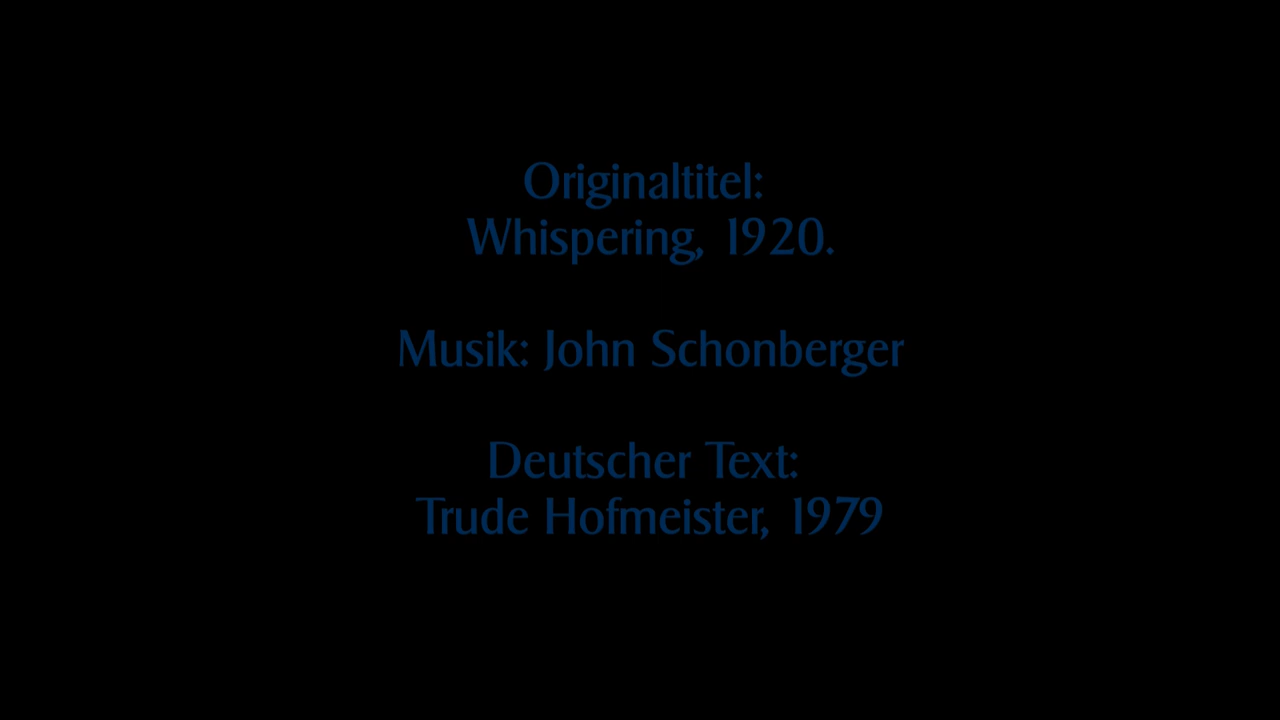 Originaltitel:
Whispering, 1920.
Musik: John Schonberger
Deutscher Text:
Trude Hofmeister, 1979